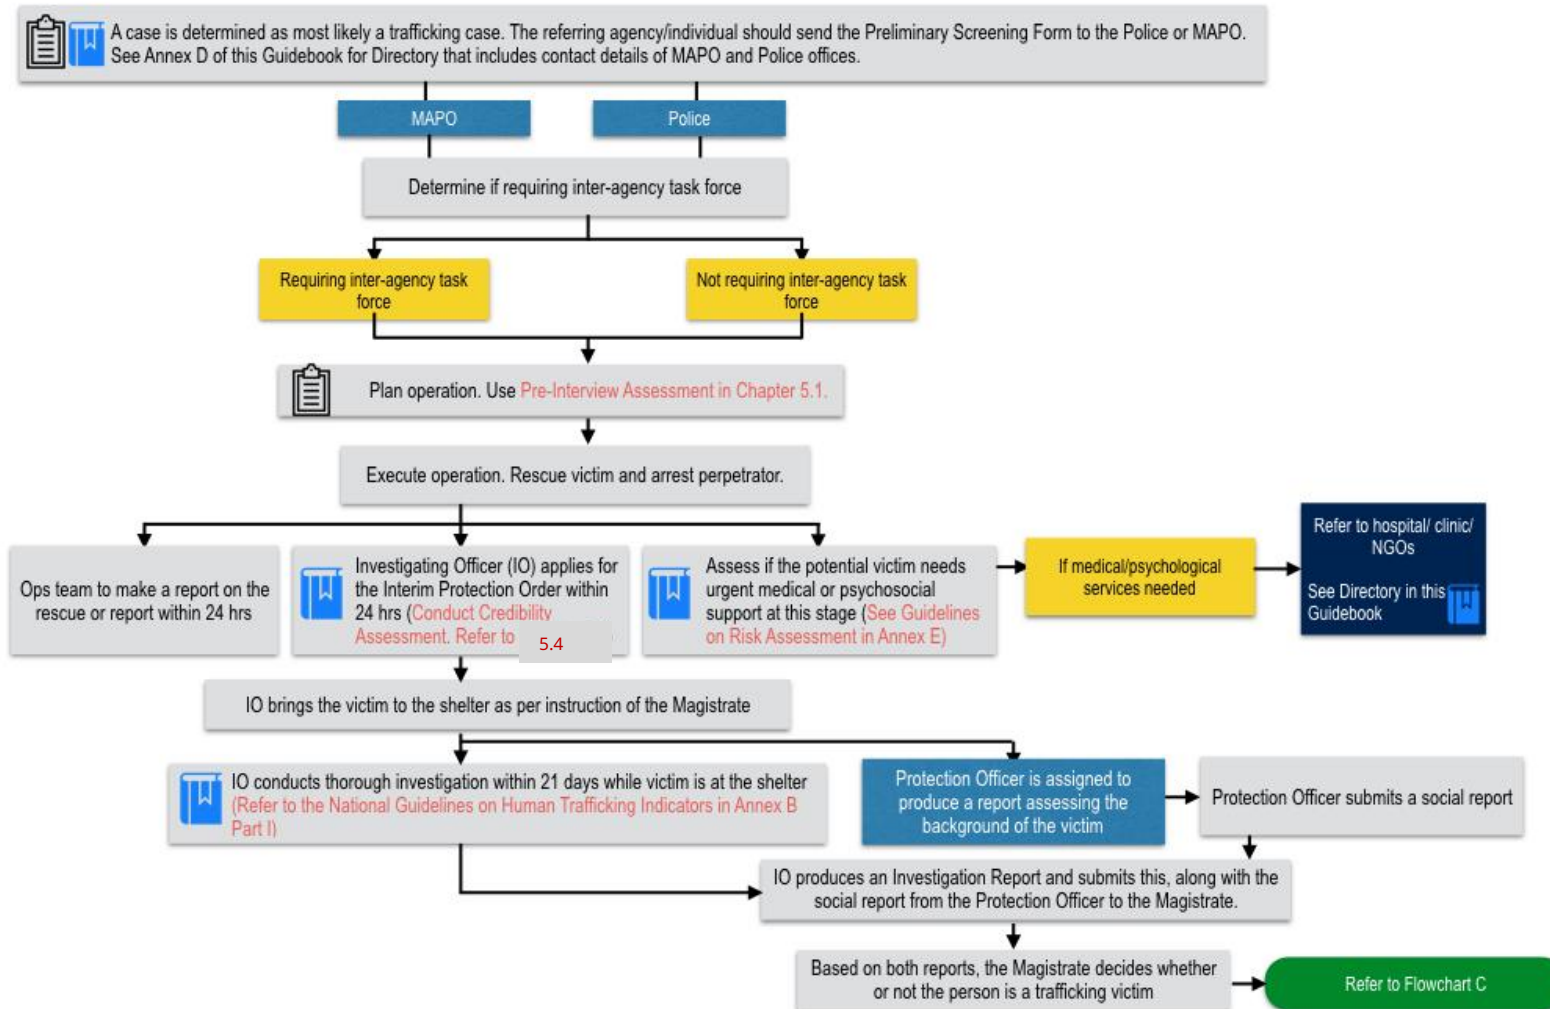 A case is determined as most likely a trafficking case. The referring agency/individual should send the Preliminary Screening Form to the Police or MAPO.
See Annex D of this Guidebook for Directory that includes contact details of MAPO and Police offices.
MAPO
Police
Determine if requiring inter-agency task force
Requiring inter-agency task
force
Not requiring inter-agency task
force
Plan operation. Use Pre-Interview Assessment in Chapter 5.1.
Execute operation. Rescue victim and arrest perpetrator.
Ops team to make a report on the
rescue or report within 24 hrs
Investigating Officer (IO) applies for
the Interim Protection Order within
24 hrs (Conduct Credibility
Assessment. Refer to
5.4
Assess if the potential victim needs
urgent medical or psychosocial
support at this stage (See Guidelines
on Risk Assessment in Annex E)
If medical/psychological
services needed
Refer to hospital/ clinic/
NGOs
See Directory in this
Guidebook
IO brings the victim to the shelter as per instruction of the Magistrate
IO conducts thorough investigation within 21 days while victim is at the shelter
(Refer to the National Guidelines on Human Trafficking Indicators in Annex B
Part I)
Protection Officer is assigned to
produce a report assessing the
background of the victim
Protection Officer submits a social report
IO produces an Investigation Report and submits this, along with the
social report from the Protection Officer to the Magistrate.
Based on both reports, the Magistrate decides whether
or not the person is a trafficking victim
Refer to Flowchart C